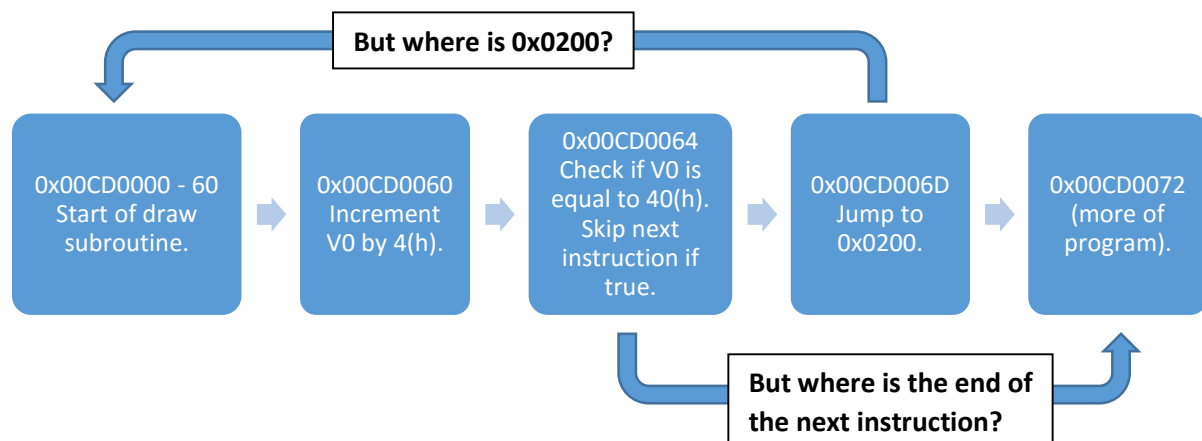 But where is 0x0200?
0x00CD0000 - 60
Start of draw
subroutine.
0x00CD0060
Increment
V0 by 4(h).
0x00CD0064
Check if V0 is
equal to 40(h).
Skip next
instruction if
true.
0x00CD006D
Jump to
0x0200.
0x00CD0072
(more of
program).
But where is the end of
the next instruction?